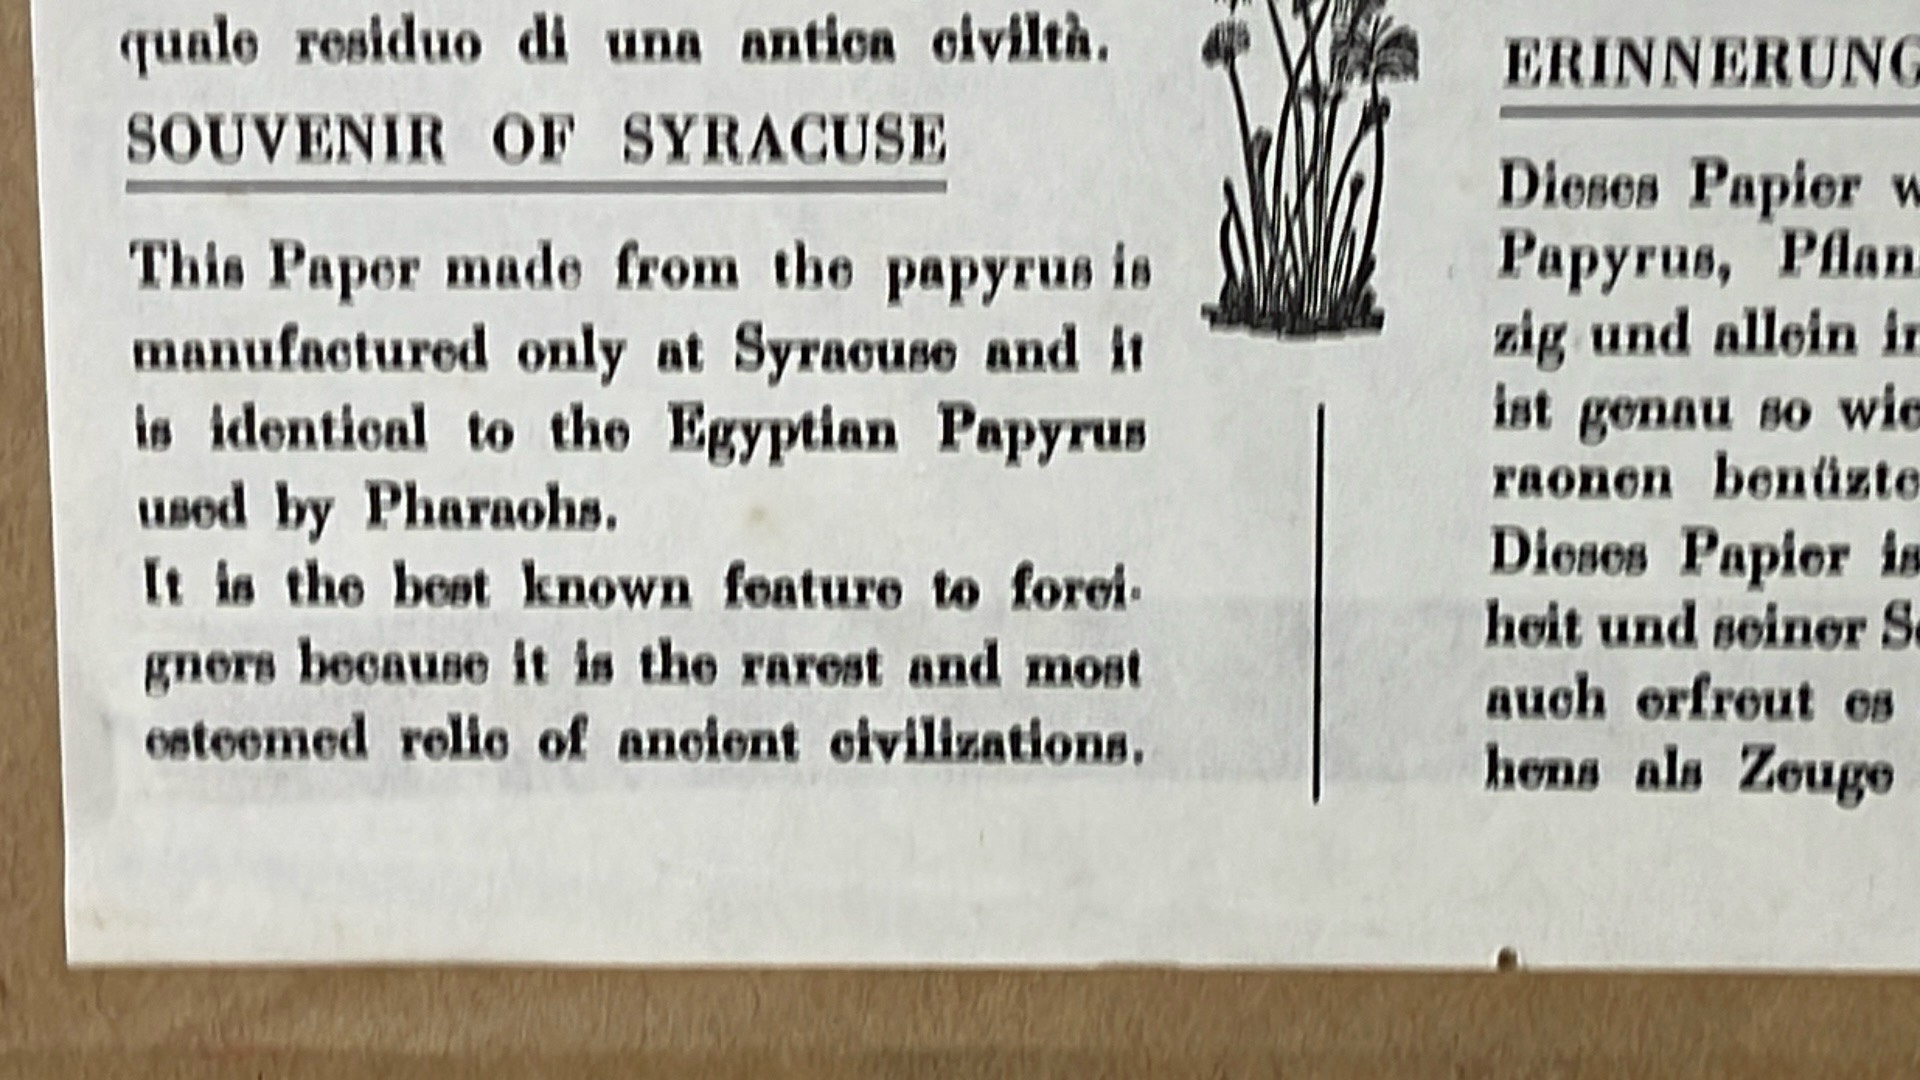 quale residuo di una antica civiltà.
SOUVENIR OF SYRACUSE
This Paper made from the papyrus is
manufactured only at Syracuse and it
is identical to the Egyptian Papyrus
used by Pharaohs.
It is the best known feature to forei-
gners because it is the rarest and most
esteemed relic of ancient civilizations.
ERINNERUNG
Dieses Papier
Papyrus,
zig und allein
ist genau so wie
raonen benüzte
Dieses Papier
heit und seiner
auch erfreut es
hens als Zeuge